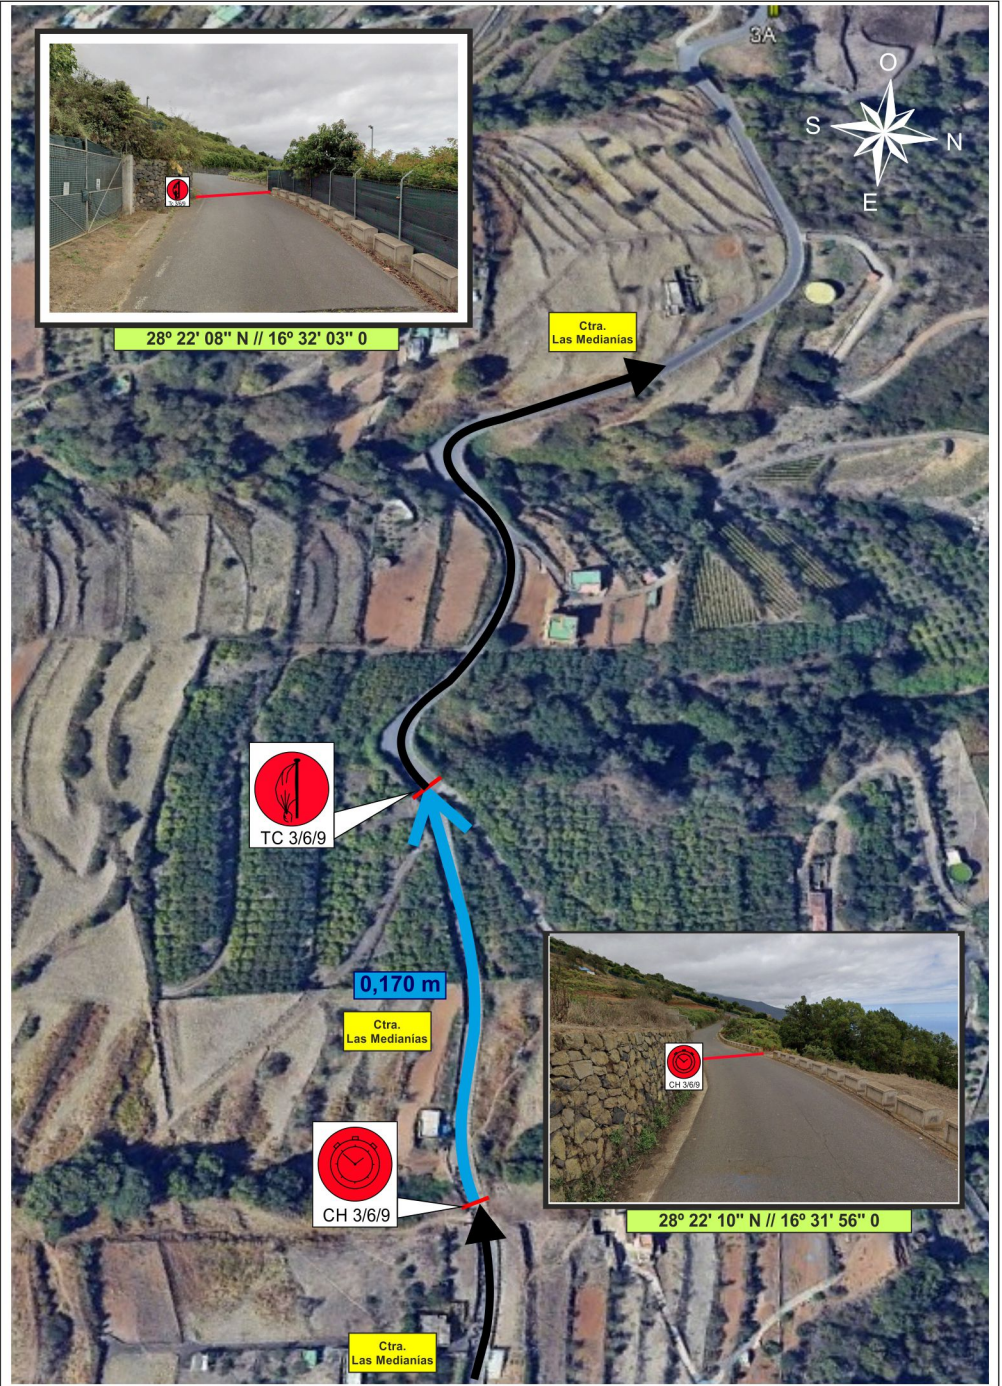 3A
O
S
N
E
28º 22' 08" N // 16º 32' 03" 0
Ctra.
Las Medianías
TC 3/6/9
0,170 m
Ctra.
Las Medianías
CH 3/6/9
CH 3/6/9
28º 22' 10" N // 16º 31' 56" 0
Ctra.
Las Medianías